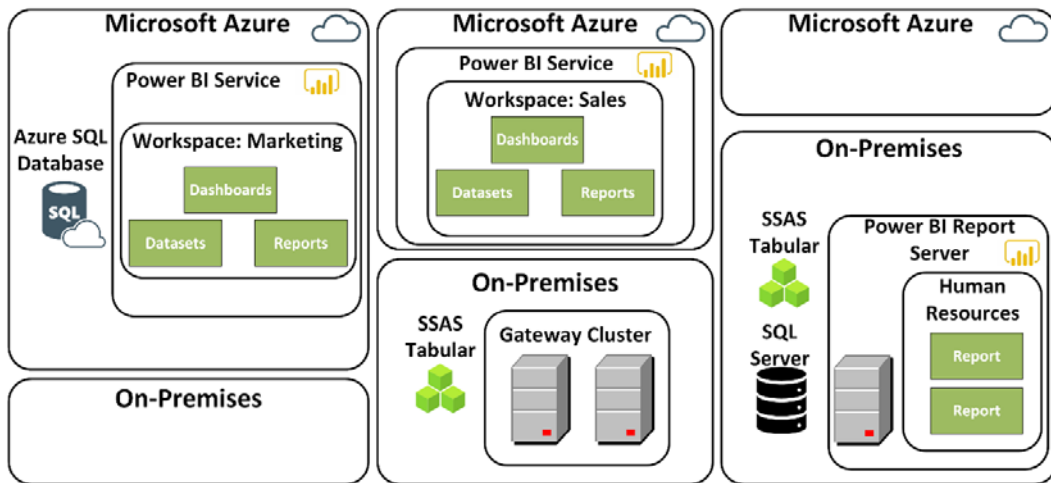 Microsoft Azure
Power BI Service
Azure SQL
Database
SQL
Workspace: Marketing
Dashboards
Datasets
Reports
On-Premises
Microsoft Azure
Power BI Service
Workspace: Sales
Dashboards
Datasets
Reports
On-Premises
SSAS
Tabular
Gateway Cluster
Microsoft Azure
On-Premises
SSAS
Tabular
SQL
Server
Power BI Report
Server
Human
Resources
Report
Report